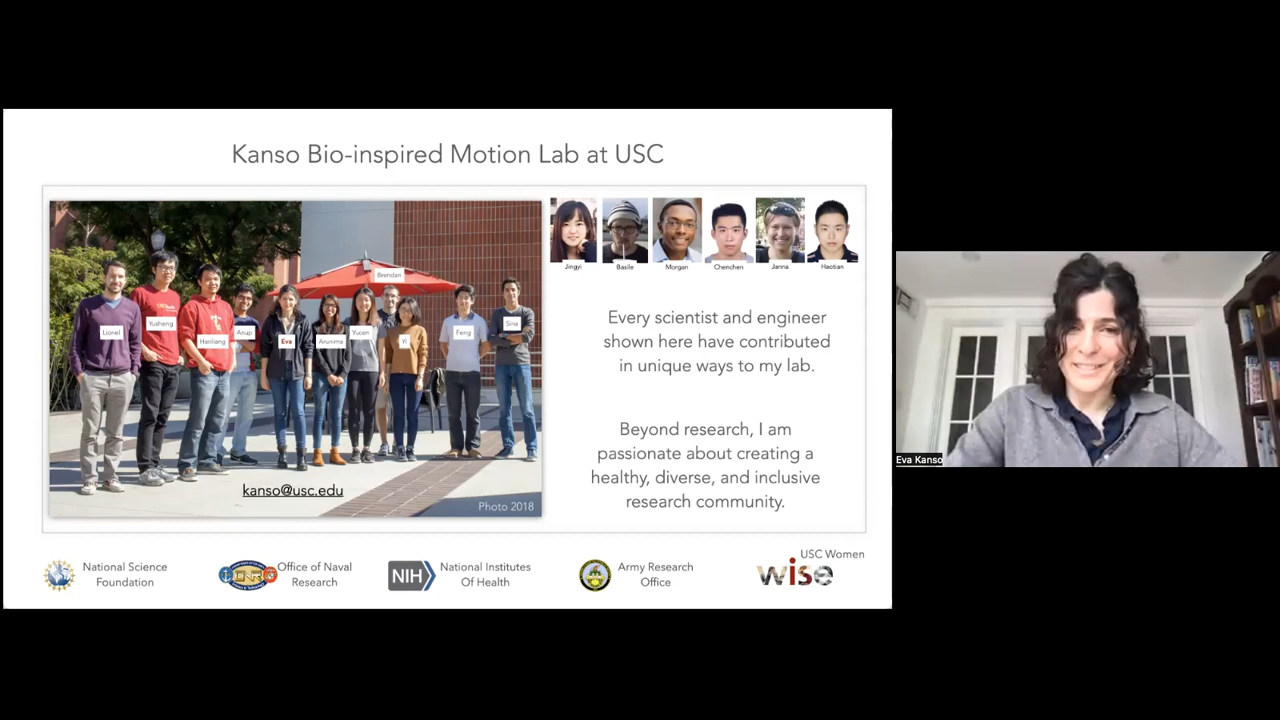 Kanso Bio-inspired Motion Lab at USC
Lionel
Yusheng
Hanliang
Anup
Eva
Arunima
Yucen
Brendan
Yi
Feng
Sina
kanso@usc.edu
Photo 2018
Jingyi
Basile
Morgan
Chenchen
Janna
Haotian
Every scientist and engineer
shown here have contributed
in unique ways to my lab.
Beyond research, I am
passionate about creating a
healthy, diverse, and inclusive
research community.
National Science
Foundation
ONR
Office of Naval
Research
NIH
National Institutes
Of Health
Army Research
Office
USC Women
wise
Eva Kanso